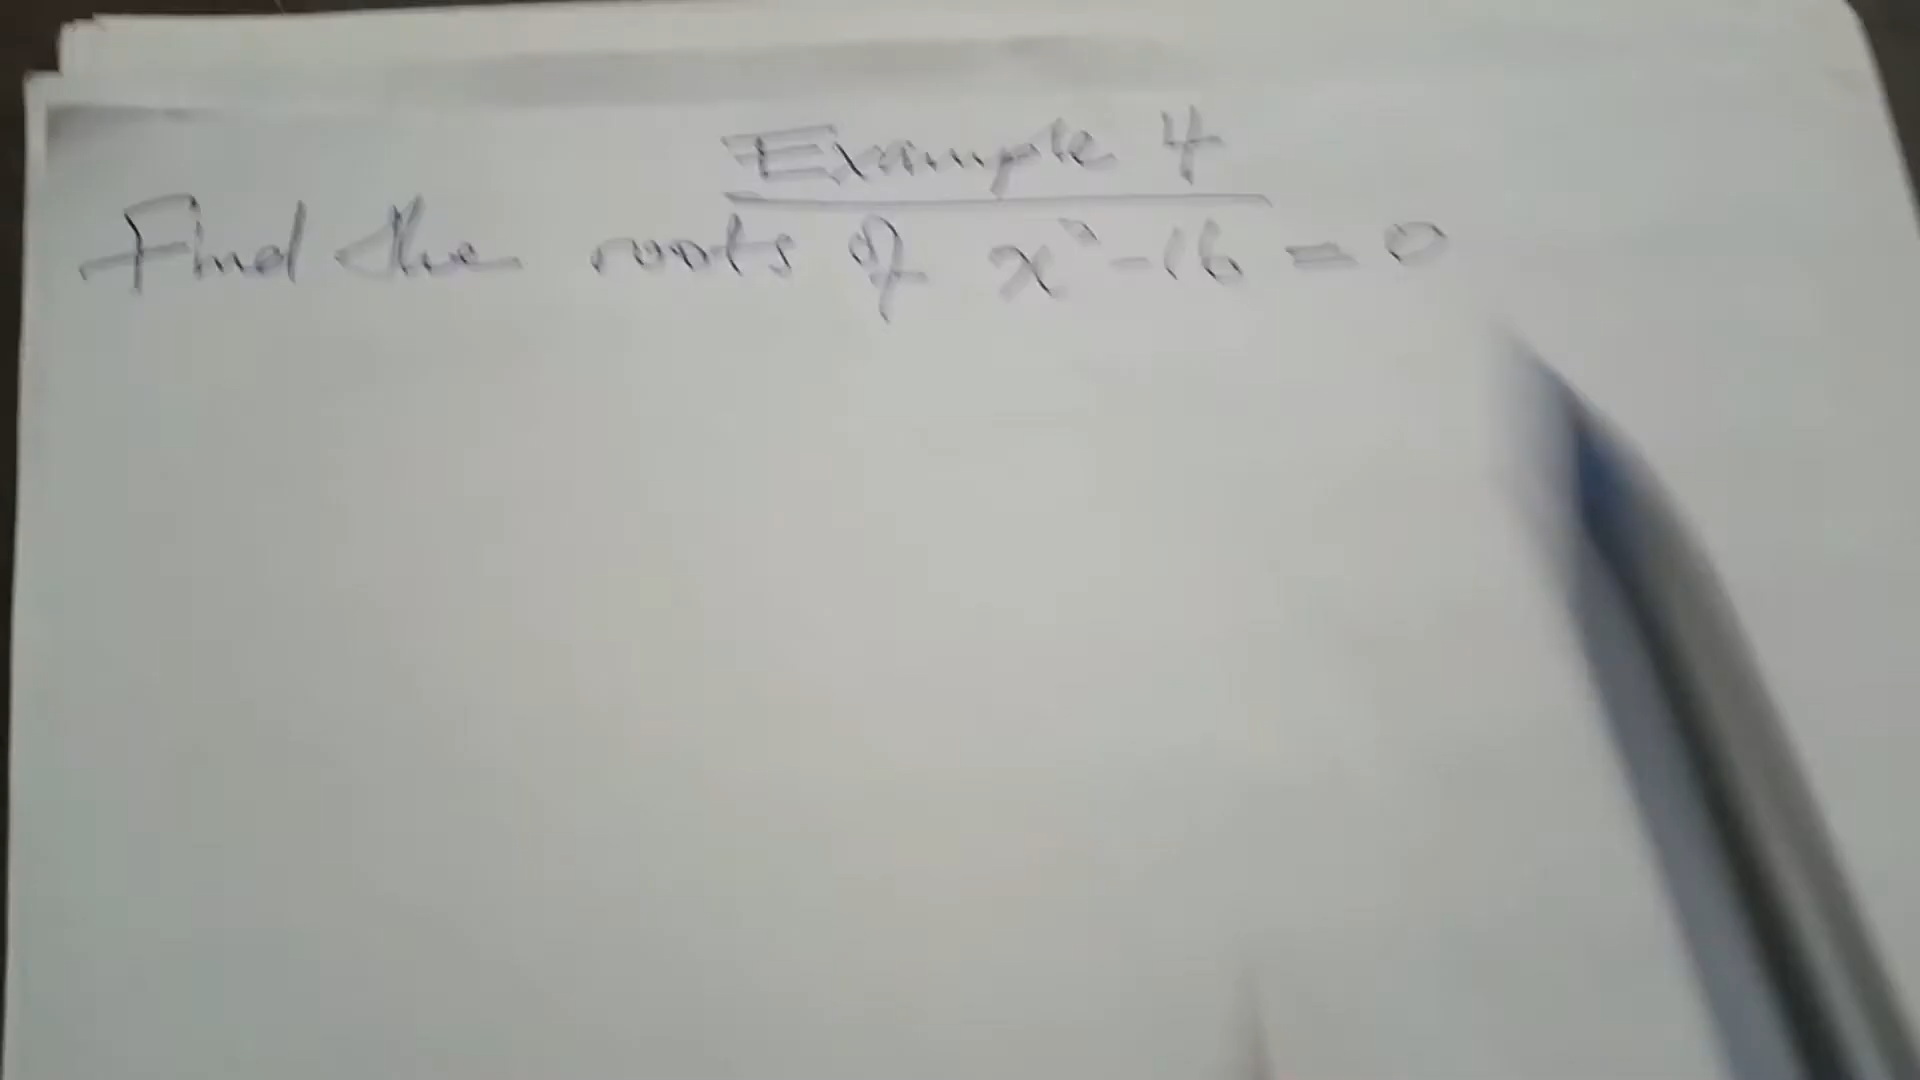 Example 4
Find the roots of x² - 16 = 0